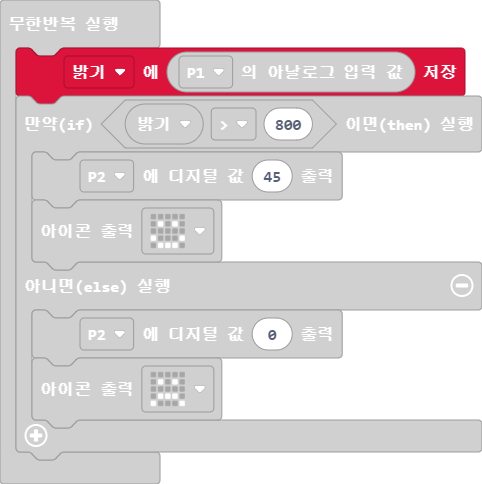 무한반복 실행
밝기 에 P1 의 아날로그 입력 값 저장
만약(if) 밝기 > 800 이면(then) 실행
P2 에 디지털 값 45 출력
아이콘 출력
아니면(else) 실행
P2 에 디지털 값 0 출력
아이콘 출력